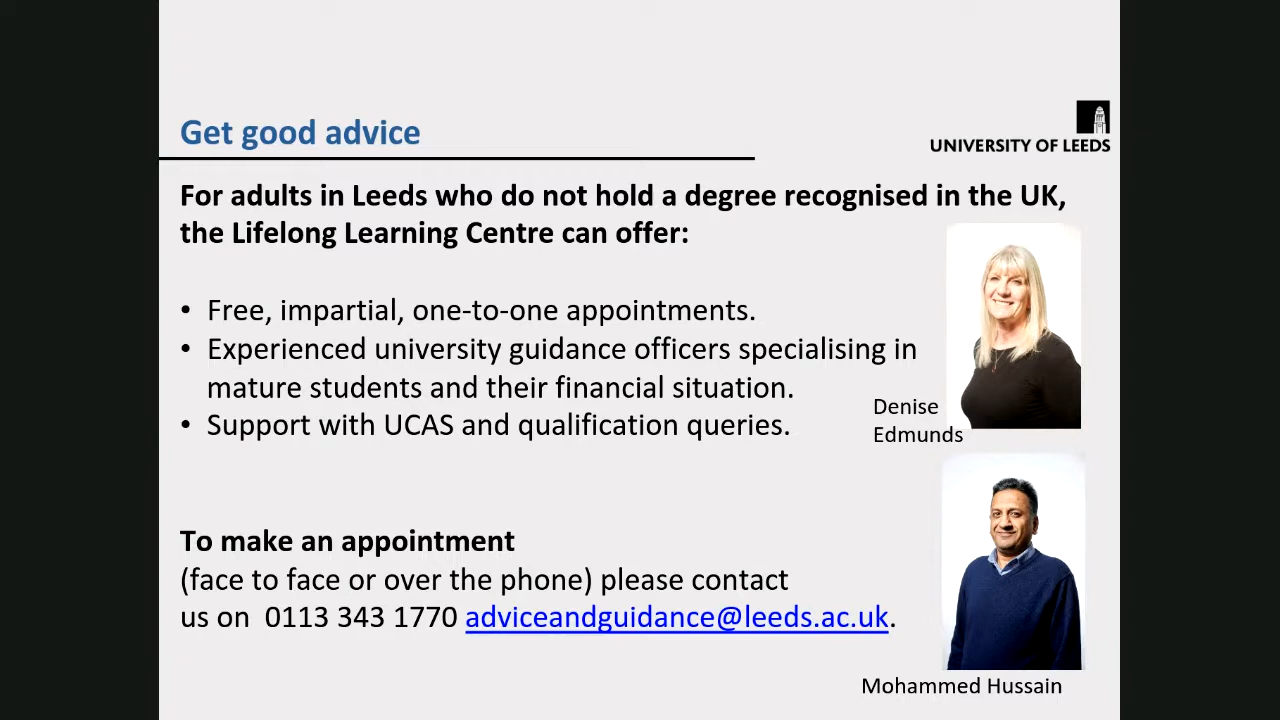 Get good advice
UNIVERSITY OF LEEDS
For adults in Leeds who do not hold a degree recognised in the UK,
the Lifelong Learning Centre can offer:
• Free, impartial, one-to-one appointments.
• Experienced university guidance officers specialising in
mature students and their financial situation.
• Support with UCAS and qualification queries.
Denise
Edmunds
To make an appointment
(face to face or over the phone) please contact
us on 0113 343 1770 adviceandguidance@leeds.ac.uk.
Mohammed Hussain